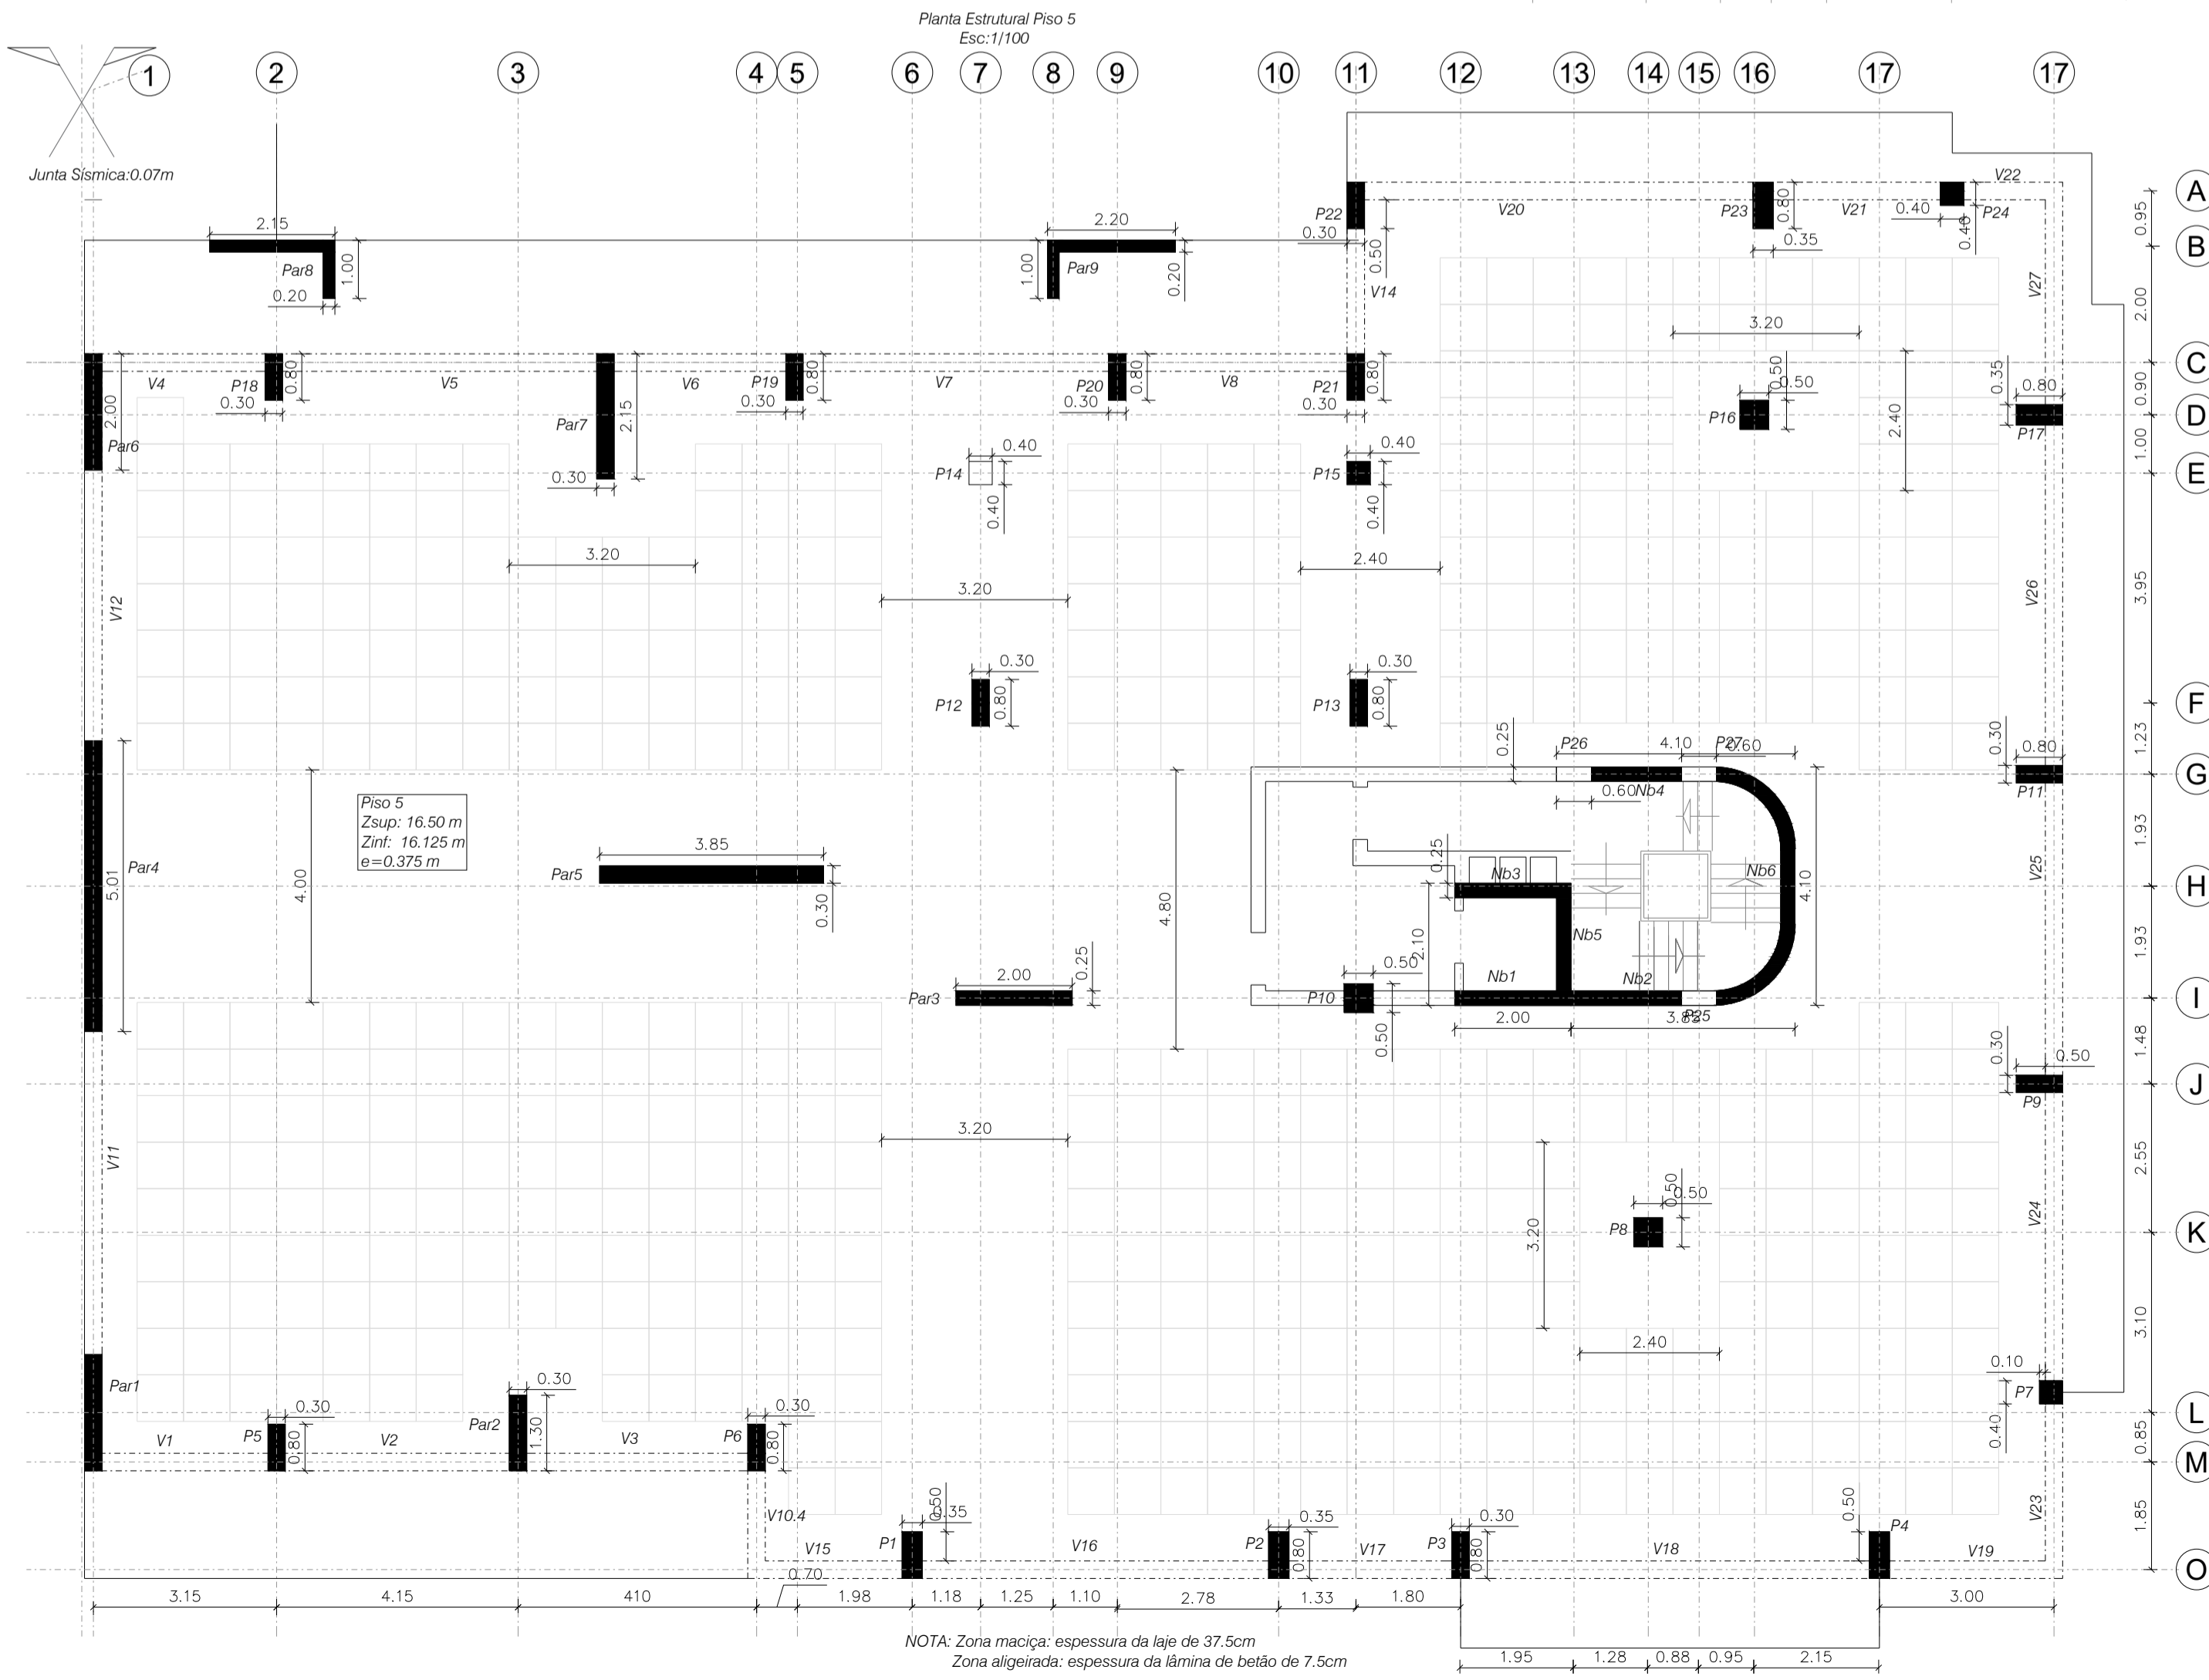 Planta Estrutural Piso 5
Esc:1/100
1 2 3 4 5 6 7 8 9 10 11 12 13 14 15 16 17 17
Junta Sísmica:0.07m
V22
A
2.15 2.20 P22 V20 P23 0.80 V21 0.40 P24 0.40 0.95
0.30 0.50 0.35 B
Par8 1.00 1.00 Par9 0.20 V14 V27 2.00
0.20
3.20
C
V4 P18 0.80 V5 V6 P19 0.80 V7 P20 0.80 V8 P21 0.80 0.50 0.50 0.35 0.80 0.90
0.30 0.30 0.30 0.30
2.00 Par7 2.15 P16 2.40 P17 D
Par6 0.40 0.40 1.00
0.30 P14 P15 E
0.40 0.40
3.20 2.40
V12 3.20 V26 3.95
0.30 0.30
P12 0.80 P13 0.80 F
0.25 P26 4.10 P27 0.60 0.30 0.80 1.23
G
0.60 Nb4 P11
Piso 5
Zsup: 16.50 m
Zinf: 16.125 m
e=0.375 m
3.85 1.93
5.01 Par4 4.00 Par5 0.30 4.80 0.25 Nb3 Nb6 4.10 V25 H
2.10 Nb5 1.93
2.00 0.25 0.50 Nb1 Nb2
Par3 P10 I
2.00 3.85 P25
0.50 1.48
0.30 0.50
J
P9
V11 3.20 2.55
0.50 0.50
3.20 P8 V24 K
3.10
2.40
0.10
Par1 0.30 P7
0.30 Par2 1.30 0.30 0.40 L
V1 P5 0.80 V2 V3 P6 0.80 0.85
M
V10.4 0.50 0.35 0.35 0.30 0.50 P4 V23 1.85
V15 P1 V16 P2 0.80 V17 P3 0.80 V18 V19
0.70 O
3.15 4.15 410 1.98 1.18 1.25 1.10 2.78 1.33 1.80 3.00
NOTA: Zona maciça: espessura da laje de 37.5cm
Zona aligeirada: espessura da lâmina de betão de 7.5cm
1.95 1.28 0.88 0.95 2.15